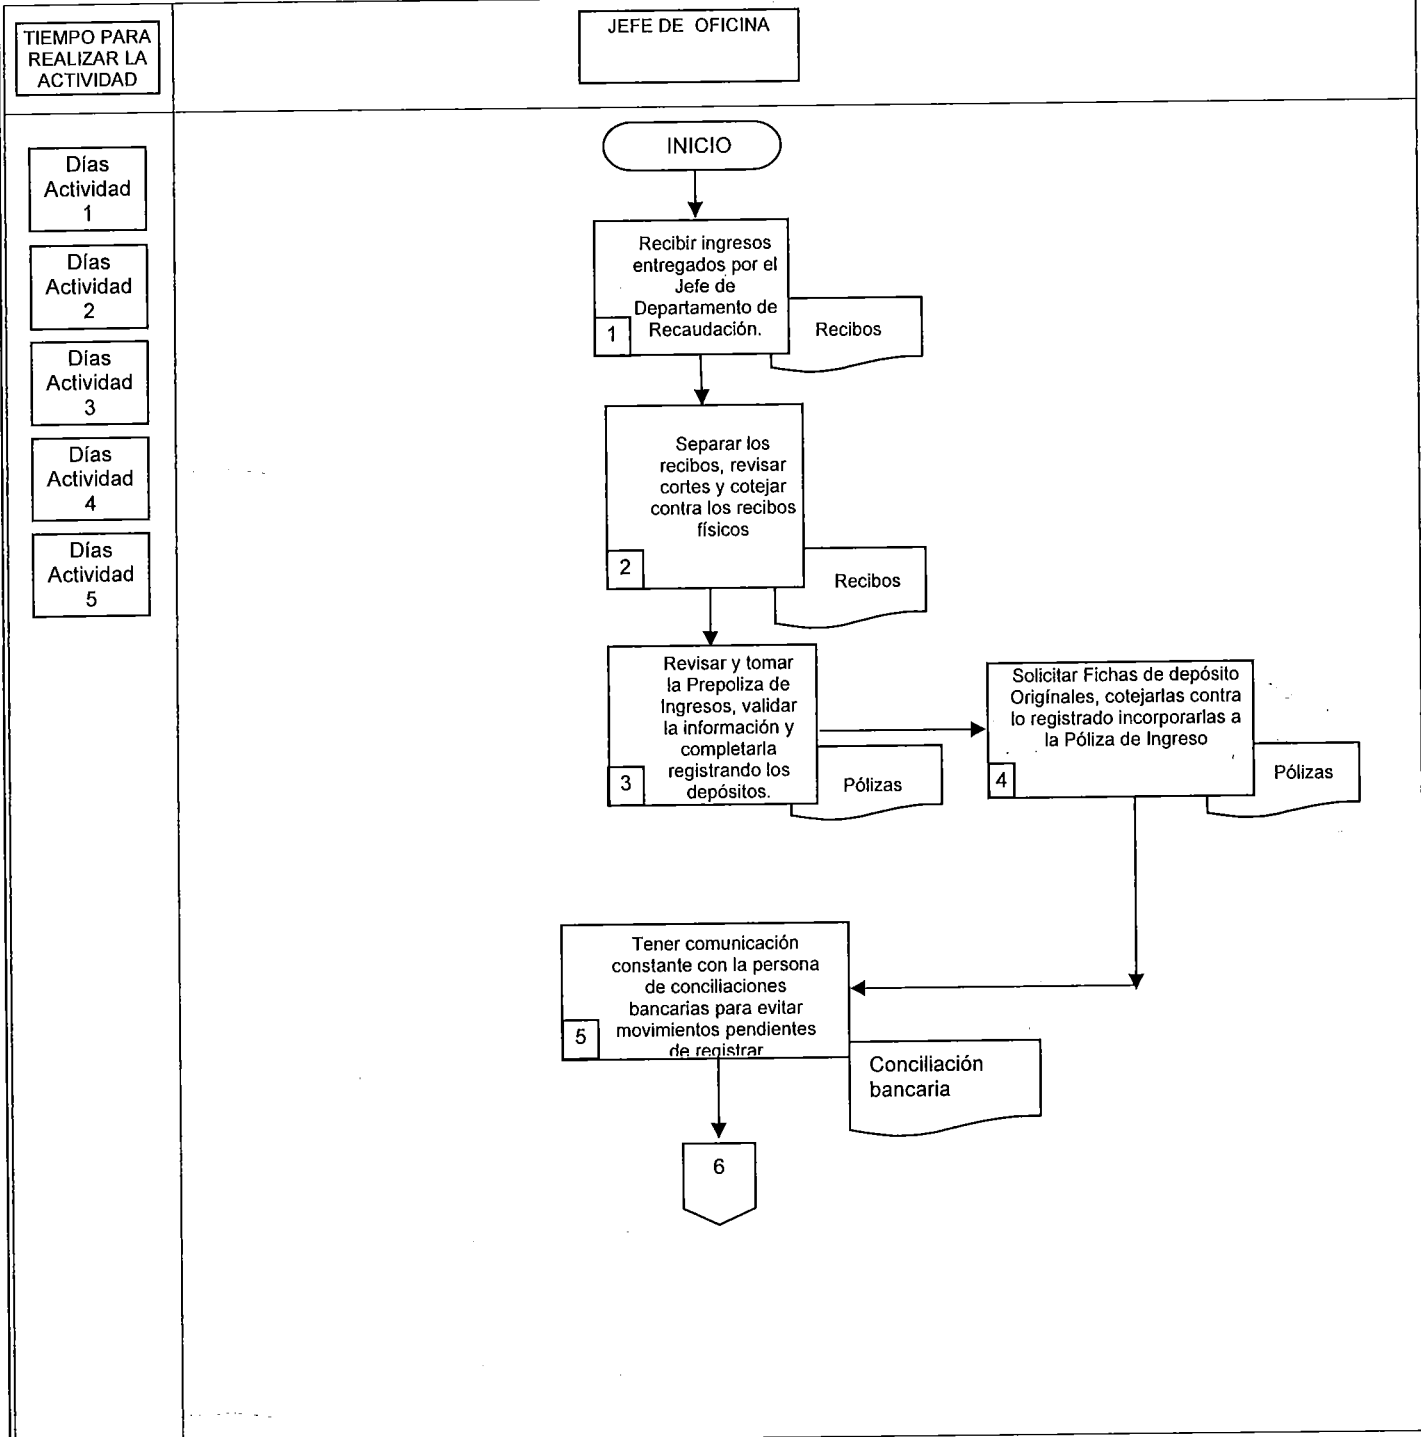 TIEMPO PARA
REALIZAR LA
ACTIVIDAD
JEFE DE OFICINA
Días
Actividad
1
Días
Actividad
2
Días
Actividad
3
Días
Actividad
4
Días
Actividad
5
INICIO
Recibir ingresos
entregados por el
Jefe de
Departamento de
Recaudación.
1
Recibos
Separar los
recibos, revisar
cortes y cotejar
contra los recibos
físicos
2
Recibos
Revisar y tomar
la Prepoliza de
Ingresos, validar
la información y
completarla
registrando los
depósitos.
3
Pólizas
Solicitar Fichas de depósito
Originales, cotejarlas contra
lo registrado incorporarlas a
la Póliza de Ingreso
4
Pólizas
Tener comunicación
constante con la persona
de conciliaciones
bancarias para evitar
movimientos pendientes
de registrar
5
Conciliación
bancaria
6